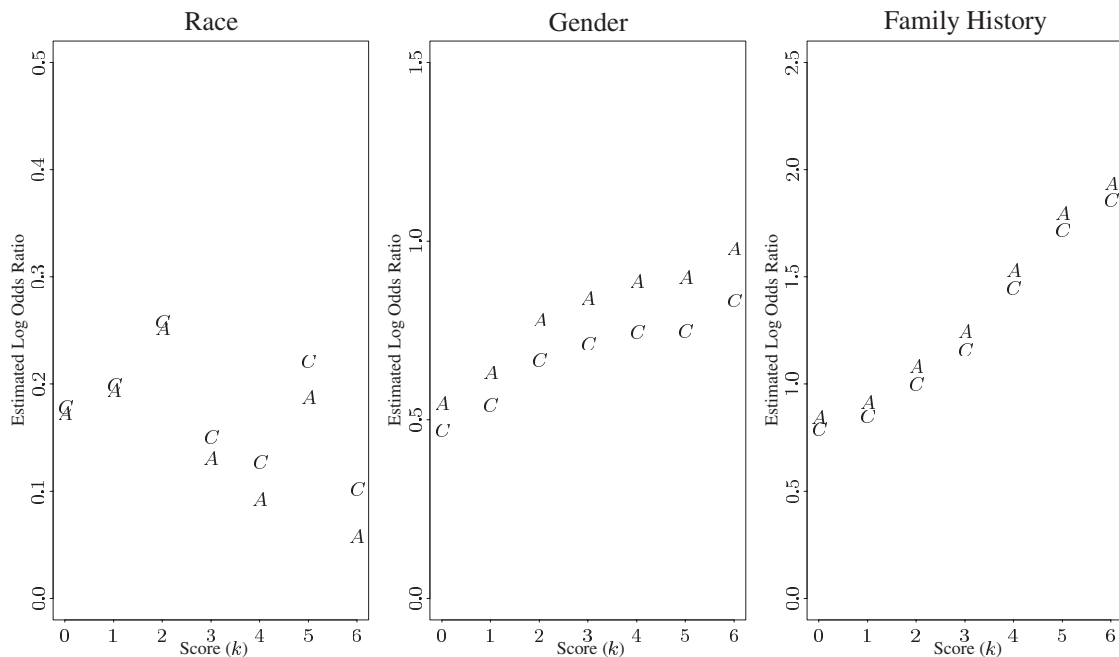 Race
Estimated Log Odds Ratio
0.5
0.4
0.3
0.2
0.1
0.0
C
A
C
A
C
A
C
A
C
A
C
A
C
A
0 1 2 3 4 5 6
Score (k)
Gender
Estimated Log Odds Ratio
1.5
1.0
0.5
0.0
A
C
A
C
A
C
A
C
A
C
A
C
A
C
0 1 2 3 4 5 6
Score (k)
Family History
Estimated Log Odds Ratio
2.5
2.0
1.5
1.0
0.5
0.0
A
C
A
C
A
C
A
C
A
C
A
C
A
C
0 1 2 3 4 5 6
Score (k)